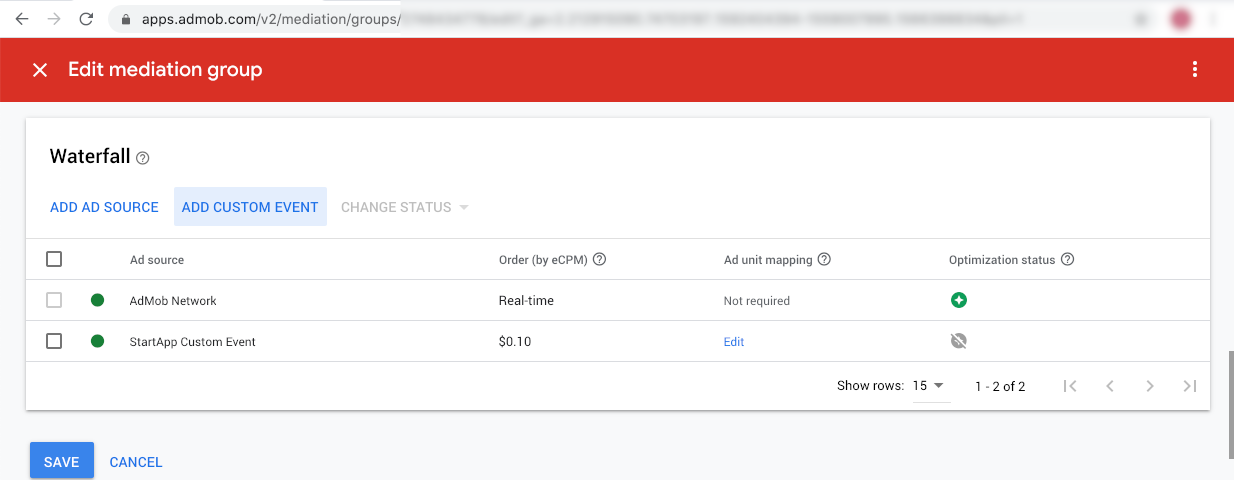 apps.admob.com/v2/mediation/groups/
Edit mediation group
Waterfall
ADD AD SOURCE ADD CUSTOM EVENT CHANGE STATUS
Ad source Order (by eCPM) Ad unit mapping Optimization status
AdMob Network Real-time Not required
StartApp Custom Event $0.10 Edit
Show rows: 15 1 - 2 of 2
SAVE CANCEL